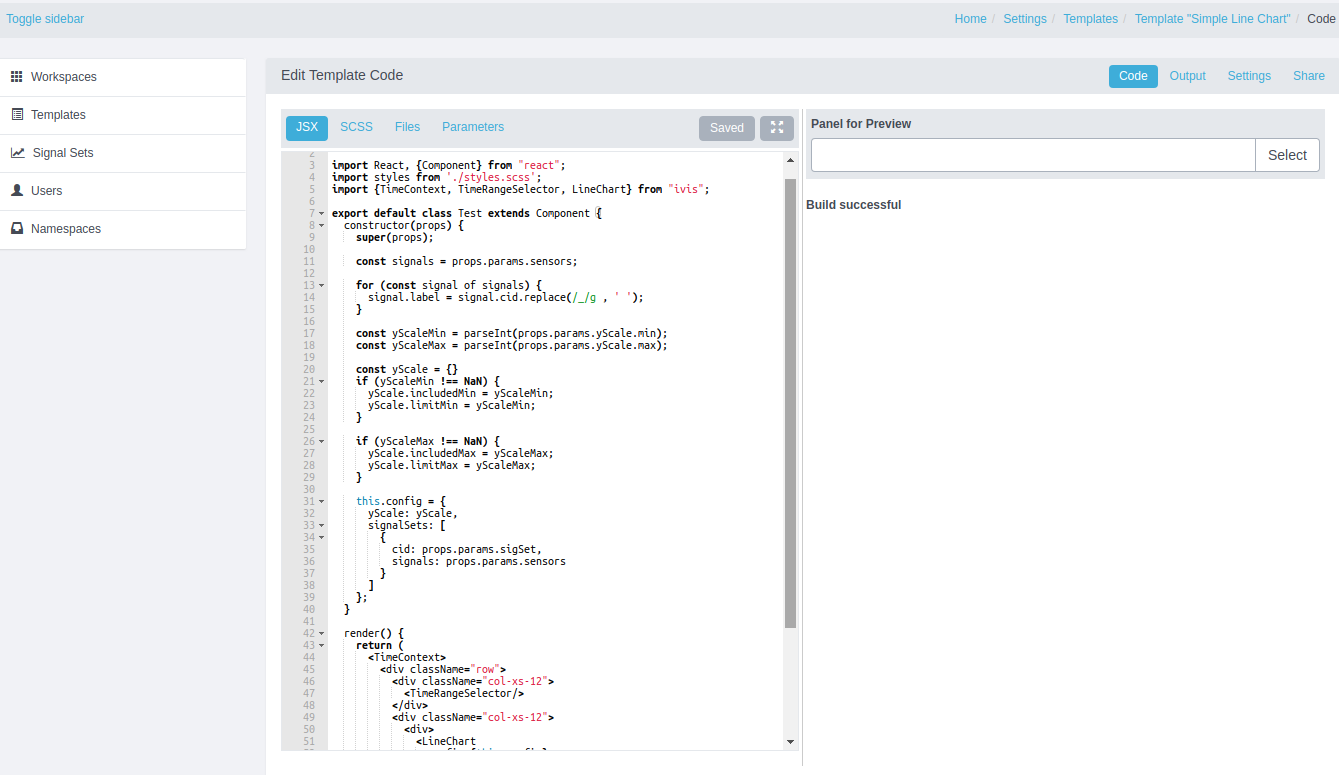 Toggle sidebar
Home / Settings / Templates / Template "Simple Line Chart" / Code
Workspaces
Templates
Signal Sets
Users
Namespaces
Edit Template Code
Code Output Settings Share
JSX SCSS Files Parameters Saved
2
3 import React, {Component} from "react";
4 import styles from './styles.scss';
5 import {TimeContext, TimeRangeSelector, LineChart} from "ivis";
6
7 export default class Test extends Component {
8 constructor(props) {
9 super(props);
10
11 const signals = props.params.sensors;
12
13 for (const signal of signals) {
14 signal.label = signal.cid.replace(/_/g , ' ');
15 }
16
17 const yScaleMin = parseInt(props.params.yScale.min);
18 const yScaleMax = parseInt(props.params.yScale.max);
19
20 const yScale = {}
21 if (yScaleMin !== NaN) {
22 yScale.includedMin = yScaleMin;
23 yScale.limitMin = yScaleMin;
24 }
25
26 if (yScaleMax !== NaN) {
27 yScale.includedMax = yScaleMax;
28 yScale.limitMax = yScaleMax;
29 }
30
31 this.config = {
32 yScale: yScale,
33 signalSets: [
34 {
35 cid: props.params.sigSet,
36 signals: props.params.sensors
37 }
38 ]
39 };
40 }
41
42 render() {
43 return (
44 <TimeContext>
45 <div className="row">
46 <div className="col-xs-12">
47 <TimeRangeSelector/>
48 </div>
49 <div className="col-xs-12">
50 <div>
51 <LineChart
Panel for Preview
Select
Build successful